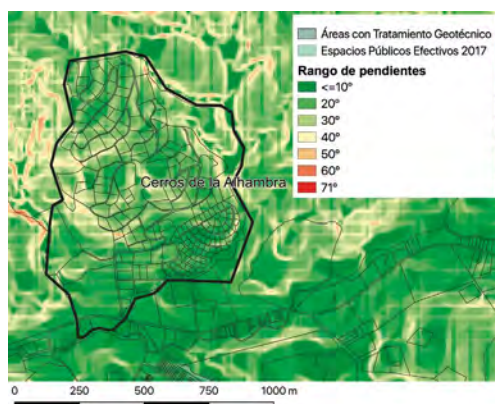 Áreas con Tratamiento Geotécnico
Espacios Públicos Efectivos 2017
Rango de pendientes
<=10°
20°
30°
40°
50°
60°
71°
Cerros de la Alhambra
0 250 500 750 1000 m